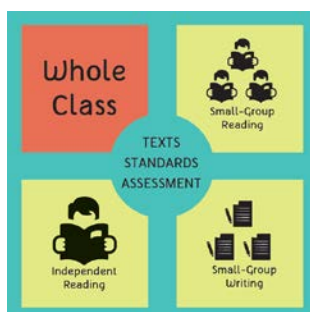 Whole
Class
Small-Group
Reading
TEXTS
STANDARDS
ASSESSMENT
Independent
Reading
Small-Group
Writing